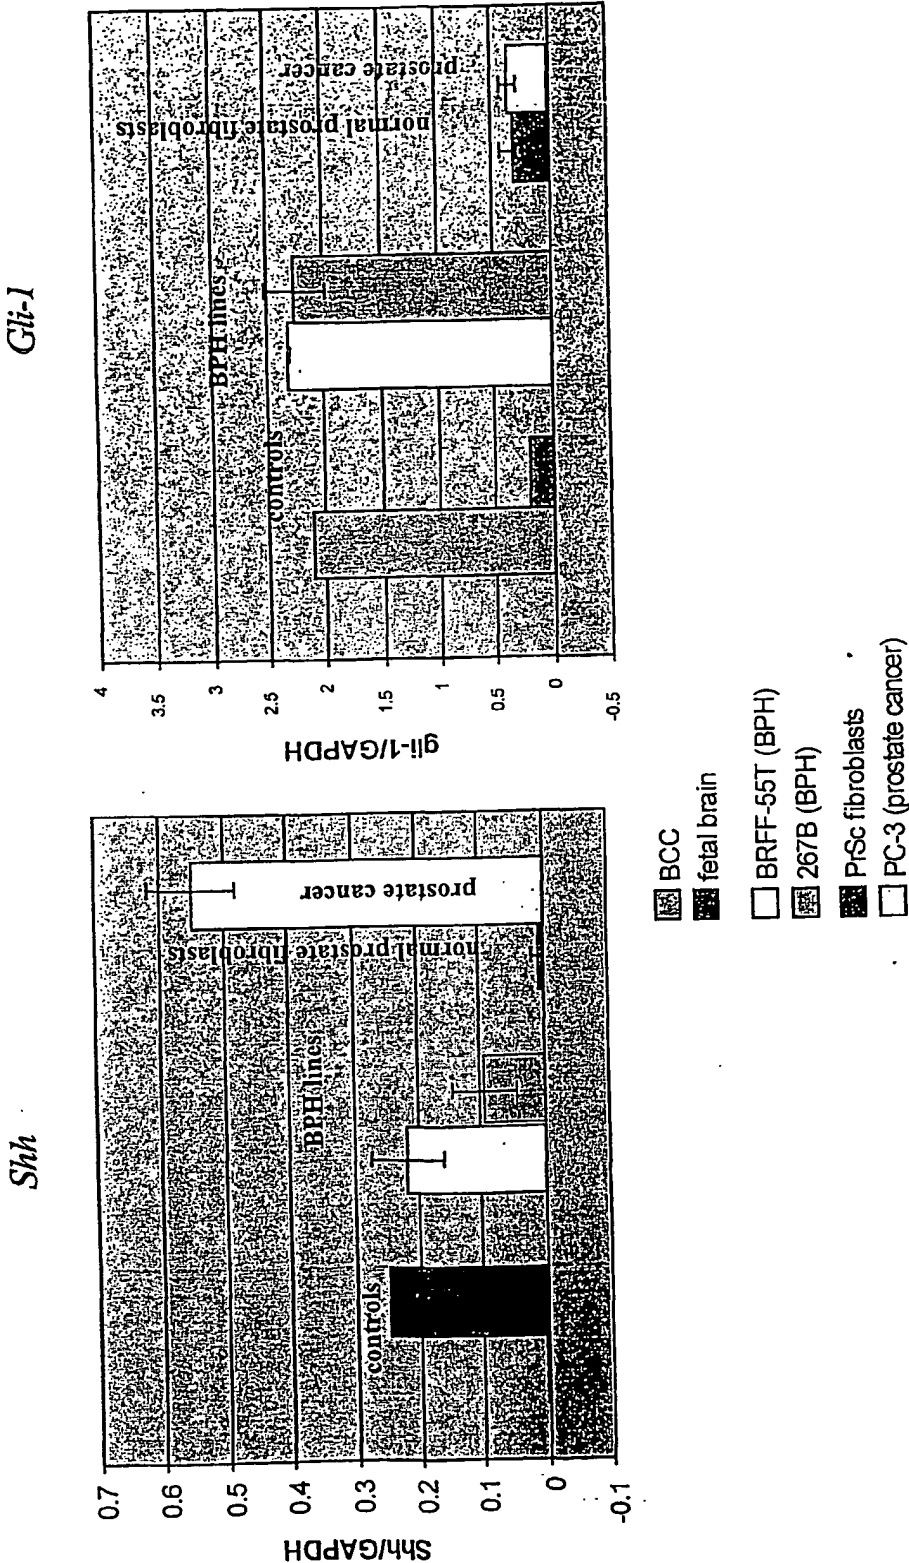 Shh
Shh/GAPDH
0.7
0.6
0.5
0.4
0.3
0.2
0.1
0
-0.1
controls
BPH lines
normal prostate fibroblasts
prostate cancer
Gli-1
gli-1/GAPDH
4
3.5
3
2.5
2
1.5
1
0.5
0
-0.5
controls
BPH lines
normal prostate fibroblasts
prostate cancer
BCC
fetal brain
BRFF-55T (BPH)
267B (BPH)
PrSc fibroblasts
PC-3 (prostate cancer)